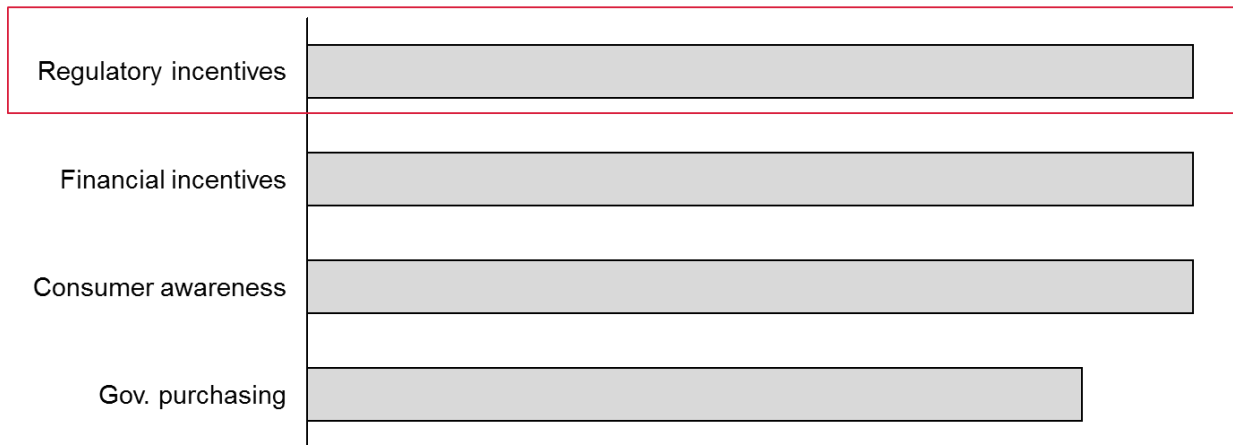 Regulatory incentives
Financial incentives
Consumer awareness
Gov. purchasing